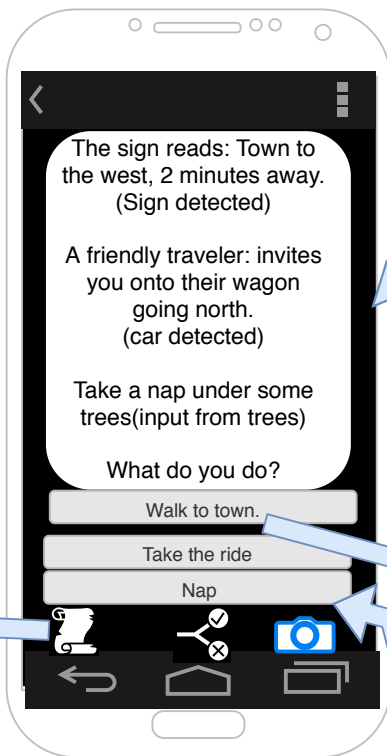 The sign reads: Town to
the west, 2 minutes away.
(Sign detected)
A friendly traveler: invites
you onto their wagon
going north.
(car detected)
Take a nap under some
trees(input from trees)
What do you do?
Walk to town.
Take the ride
Nap